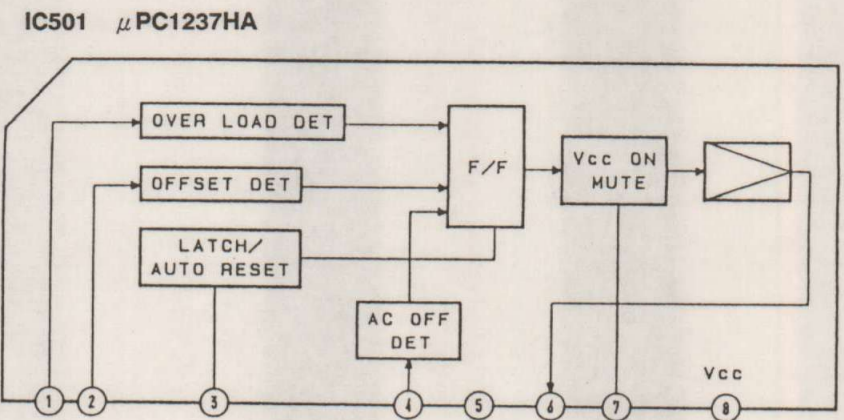 IC501 μPC1237HA
OVER LOAD DET
OFFSET DET
LATCH/
AUTO RESET
F/F
Vcc ON
MUTE
AC OFF
DET
Vcc
1 2 3 4 5 6 7 8